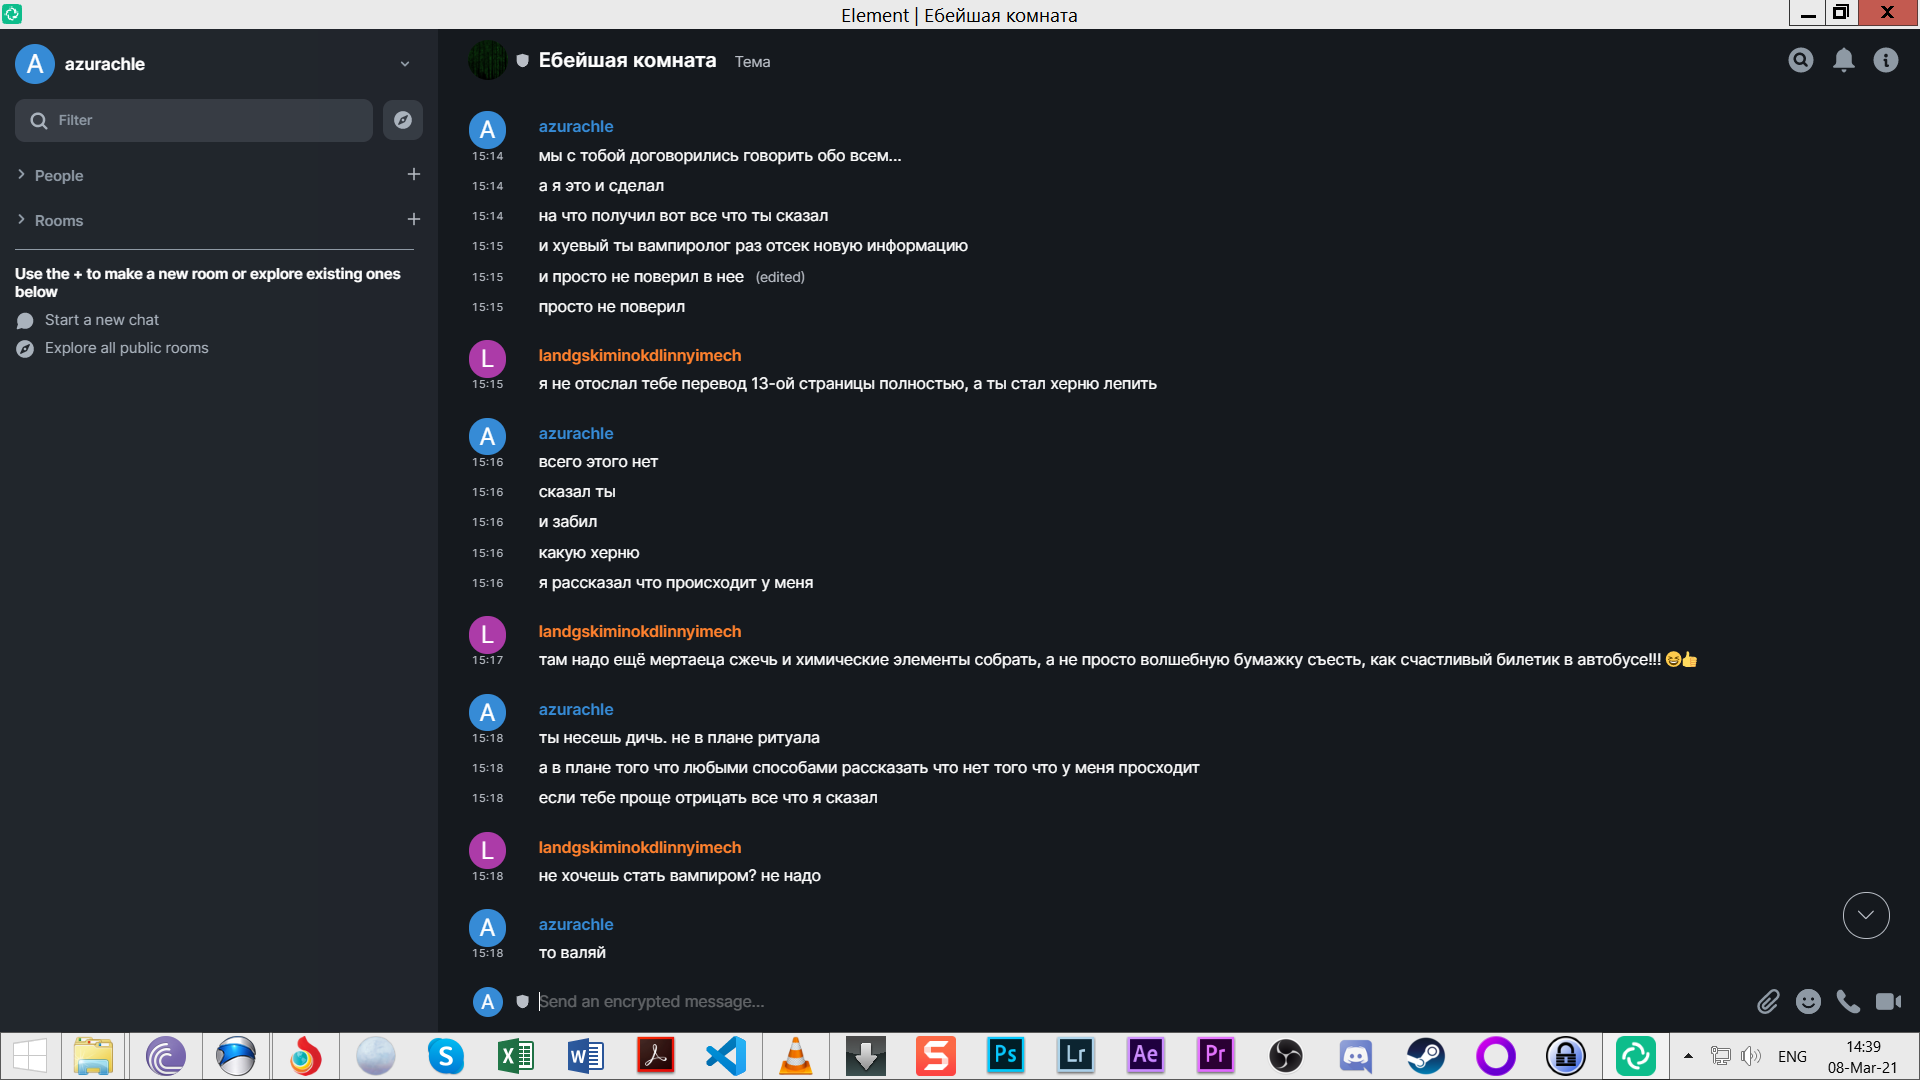 Element | Ебейшая комната
A azurachle
Filter
People
Rooms
Use the + to make a new room or explore existing ones
below
Start a new chat
Explore all public rooms
Ебейшая комната Тема
A azurachle
15:14 мы с тобой договорились говорить обо всем...
15:14 а я это и сделал
15:14 на что получил вот все что ты сказал
15:15 и хуевый ты вампиролог раз отсек новую информацию
15:15 и просто не поверил в нее (edited)
15:15 просто не поверил
L landgskiminokdlinnyimech
15:15 я не отослал тебе перевод 13-ой страницы полностью, а ты стал херню лепить
A azurachle
15:16 всего этого нет
15:16 сказал ты
15:16 и забил
15:16 какую херню
15:16 я рассказал что происходит у меня
L landgskiminokdlinnyimech
15:17 там надо ещё мертаеца сжечь и химические элементы собрать, а не просто волшебную бумажку съесть, как счастливый билетик в автобусе!!! 😆👍
A azurachle
15:18 ты несешь дичь. не в плане ритуала
15:18 а в плане того что любыми способами рассказать что нет того что у меня просходит
15:18 если тебе проще отрицать все что я сказал
L landgskiminokdlinnyimech
15:18 не хочешь стать вампиром? не надо
A azurachle
15:18 то валяй
A Send an encrypted message...
S X W S Ps Lr Ae Pr ENG 14:39
08-Mar-21